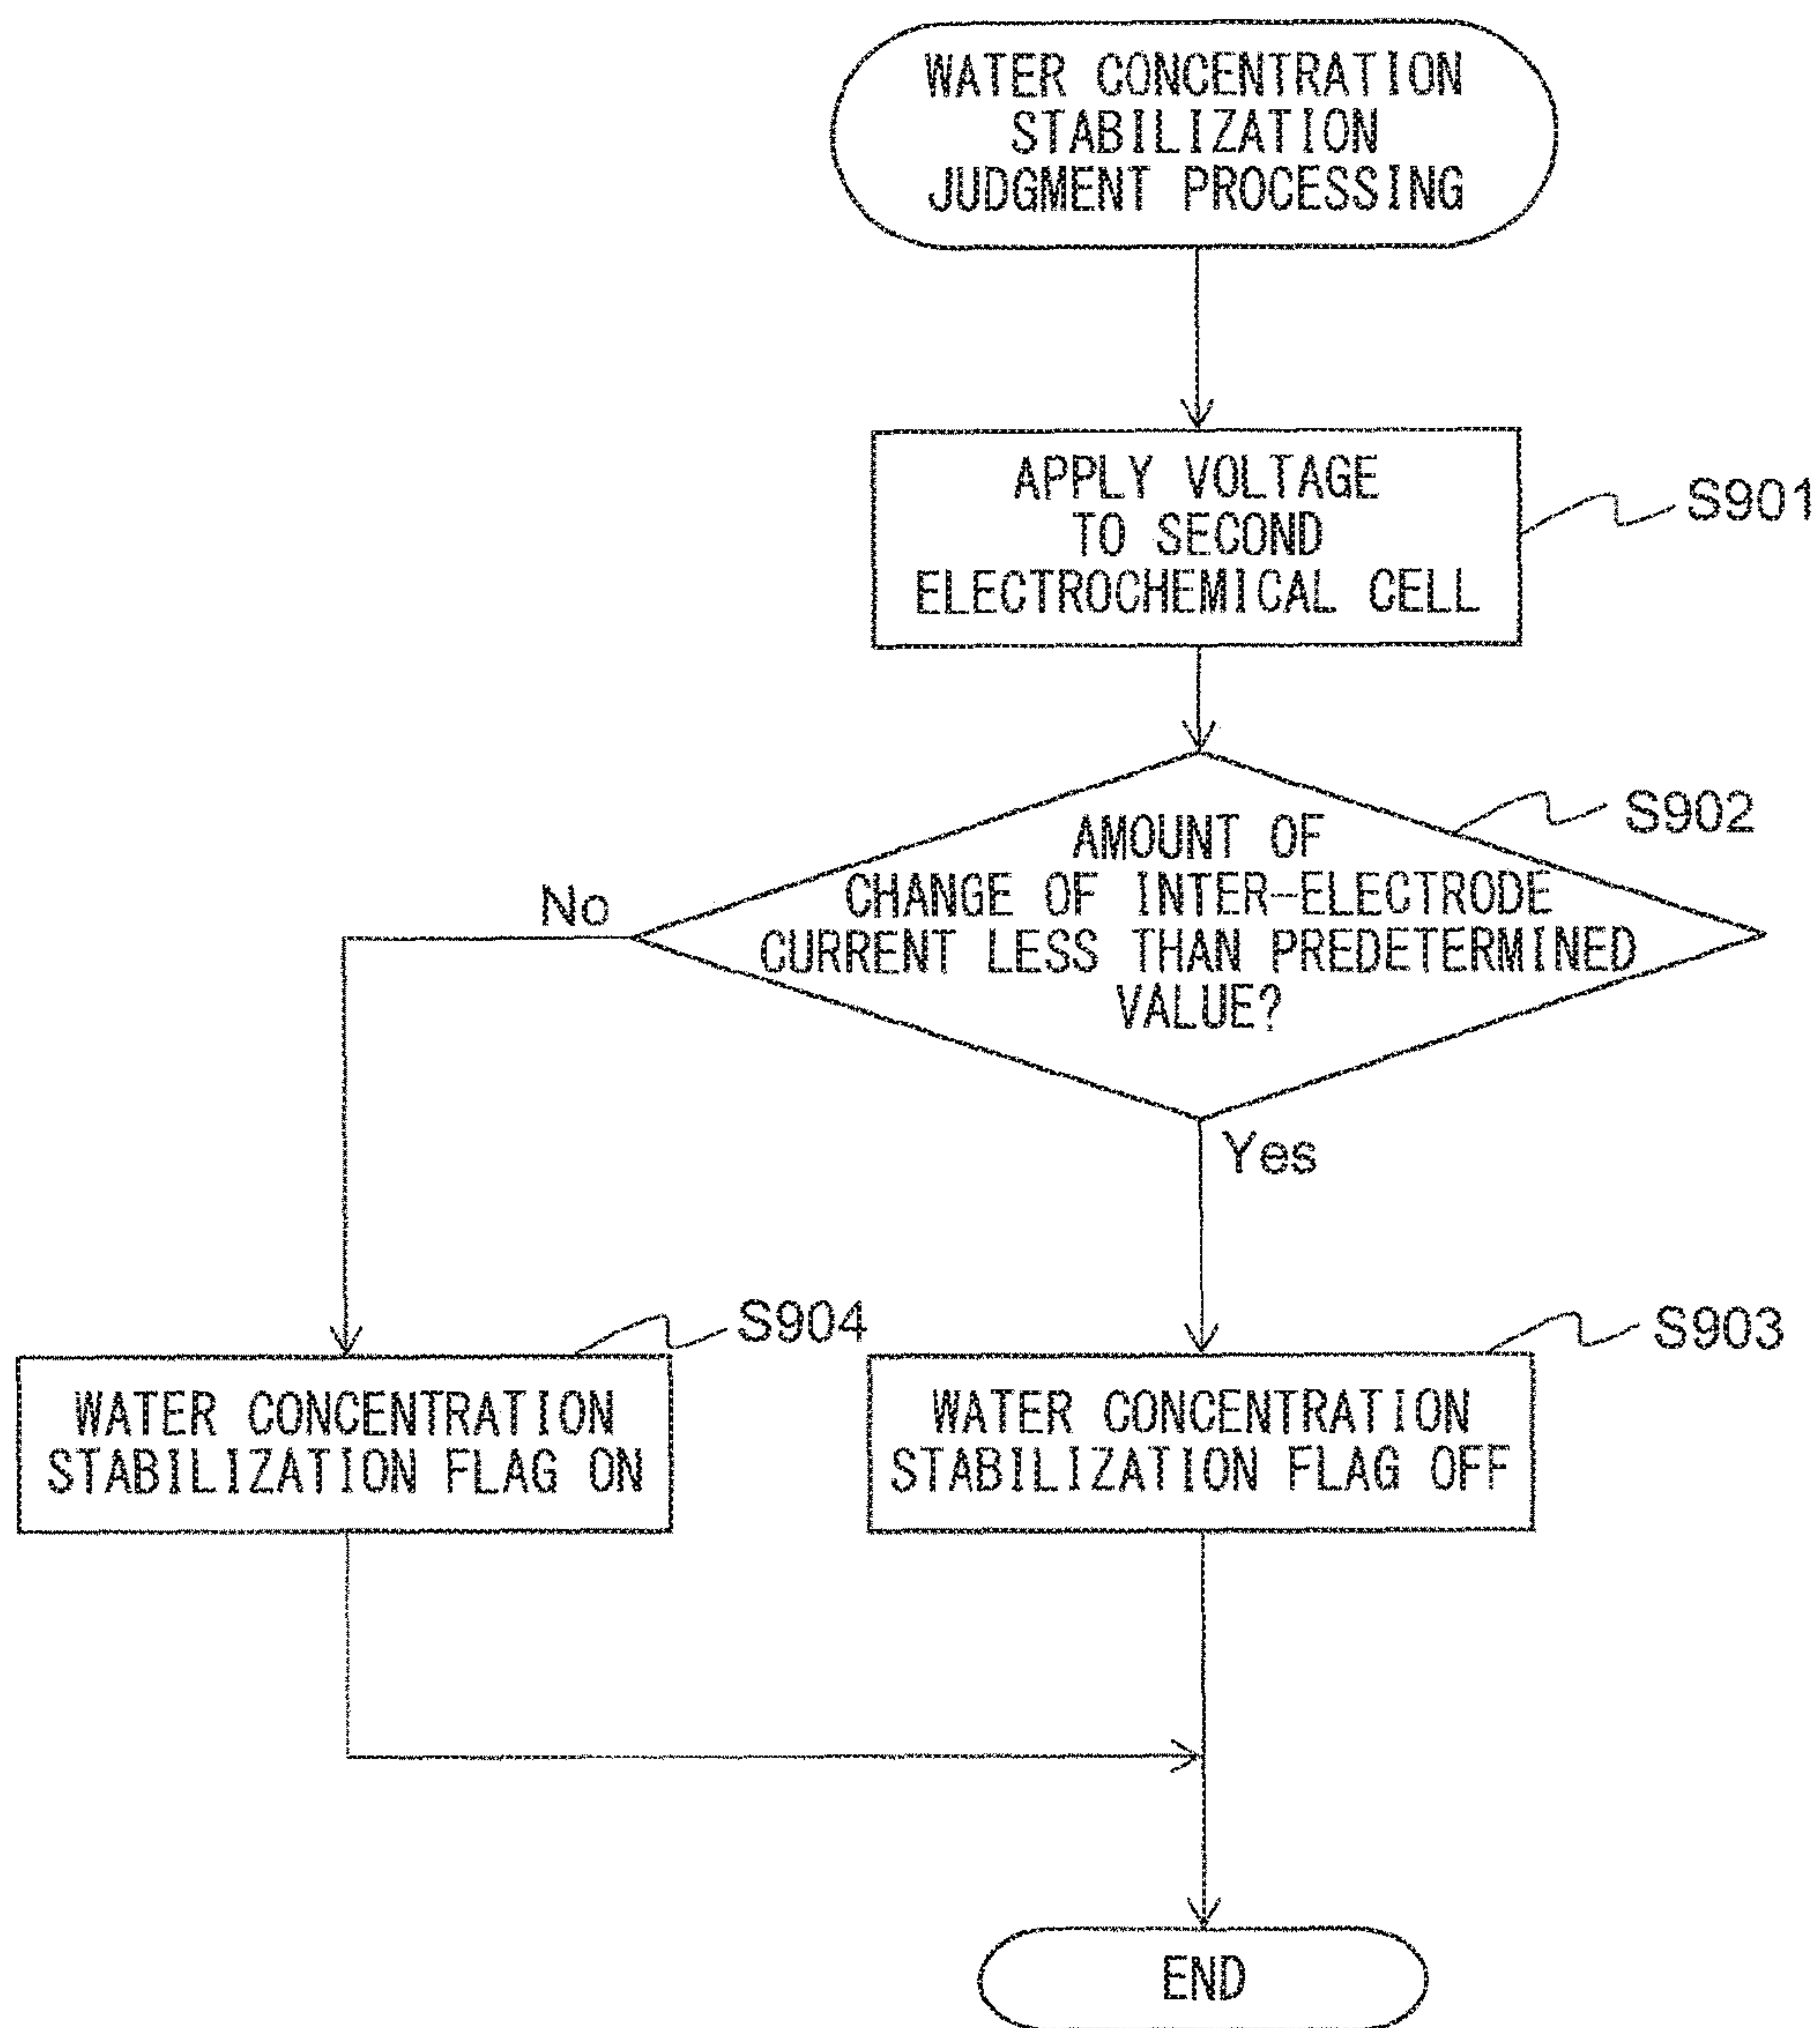 WATER CONCENTRATION
STABILIZATION
JUDGMENT PROCESSING
APPLY VOLTAGE
TO SECOND
ELECTROCHEMICAL CELL
S901
S902
AMOUNT OF
CHANGE OF INTER-ELECTRODE
CURRENT LESS THAN PREDETERMINED
VALUE?
No
Yes
S904
WATER CONCENTRATION
STABILIZATION FLAG ON
S903
WATER CONCENTRATION
STABILIZATION FLAG OFF
END